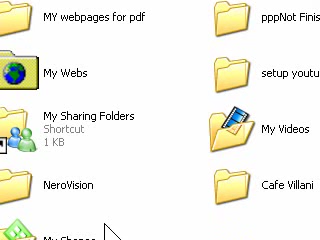 MY webpages for pdf
pppNot Finis
My Webs
setup youtu
My Sharing Folders
Shortcut
1 KB
My Videos
NeroVision
Cafe Villani
My Shapes